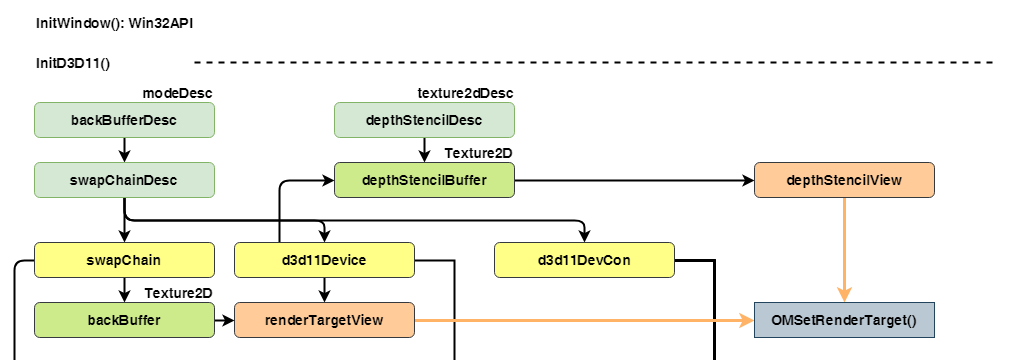 InitWindow(): Win32API
InitD3D11()
modeDesc
texture2dDesc
backBufferDesc
depthStencilDesc
Texture2D
swapChainDesc
depthStencilBuffer
depthStencilView
swapChain
d3d11Device
d3d11DevCon
Texture2D
backBuffer
renderTargetView
OMSetRenderTarget()